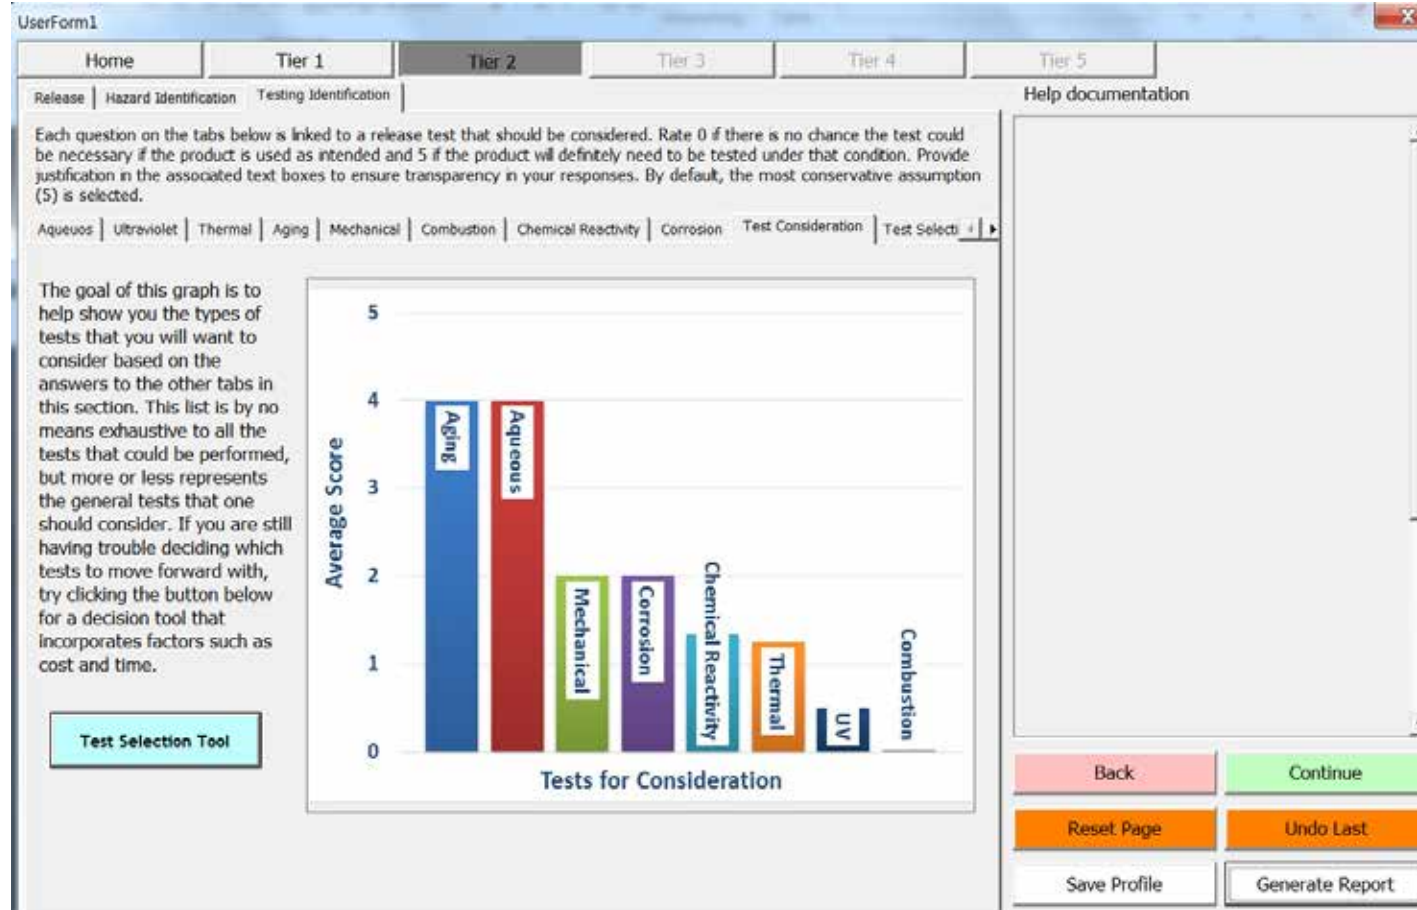 UserForm1
Home
Tier 1
Tier 2
Tier 3
Tier 4
Tier 5
Release
Hazard Identification
Testing Identification
Help documentation
Each question on the tabs below is linked to a release test that should be considered. Rate 0 if there is no chance the test could
be necessary if the product is used as intended and 5 if the product will definitely need to be tested under that condition. Provide
justification in the associated text boxes to ensure transparency in your responses. By default, the most conservative assumption
(5) is selected.
Aqueuos
Ultraviolet
Thermal
Aging
Mechanical
Combustion
Chemical Reactivity
Corrosion
Test Consideration
Test Selecti
The goal of this graph is to
help show you the types of
tests that you will want to
consider based on the
answers to the other tabs in
this section. This list is by no
means exhaustive to all the
tests that could be performed,
but more or less represents
the general tests that one
should consider. If you are still
having trouble deciding which
tests to move forward with,
try clicking the button below
for a decision tool that
incorporates factors such as
cost and time.
Test Selection Tool
Average Score
5
4
3
2
1
0
Aging
Aqueous
Mechanical
Corrosion
Chemical Reactivity
Thermal
UV
Combustion
Tests for Consideration
Back
Continue
Reset Page
Undo Last
Save Profile
Generate Report